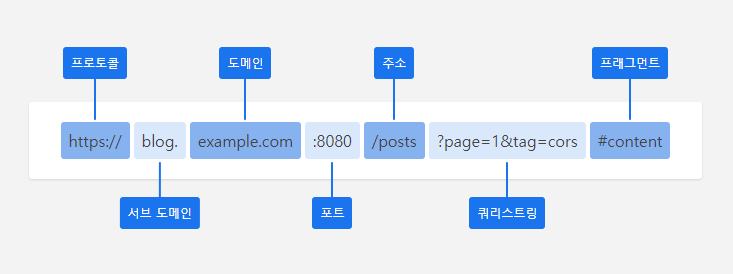 프로토콜 도메인 주소 프래그먼트
https:// blog. example.com :8080 /posts ?page=1&tag=cors #content
서브 도메인 포트 쿼리스트링